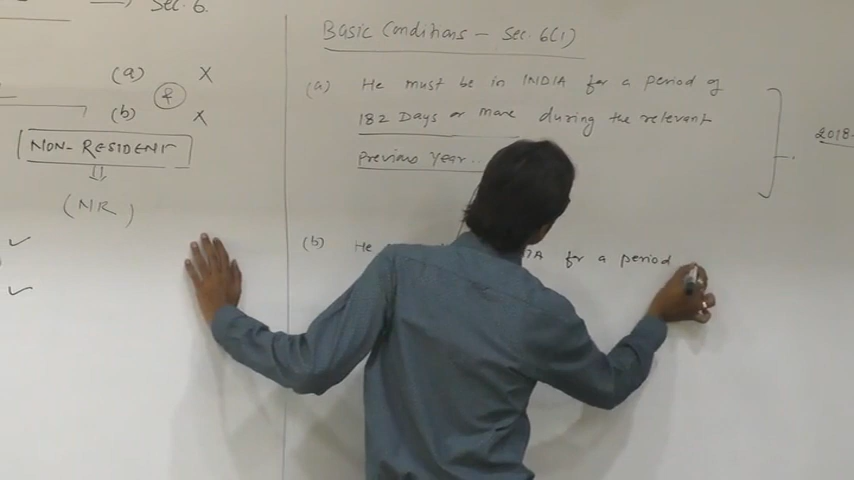 Sec. 6.
(a) X
&
(b) X
NON-RESIDENT
(NR)
Basic Conditions - Sec. 6(1)
(a) He must be in INDIA for a period of
182 Days or more during the relevant
previous year..
2018-
(b) He for a period